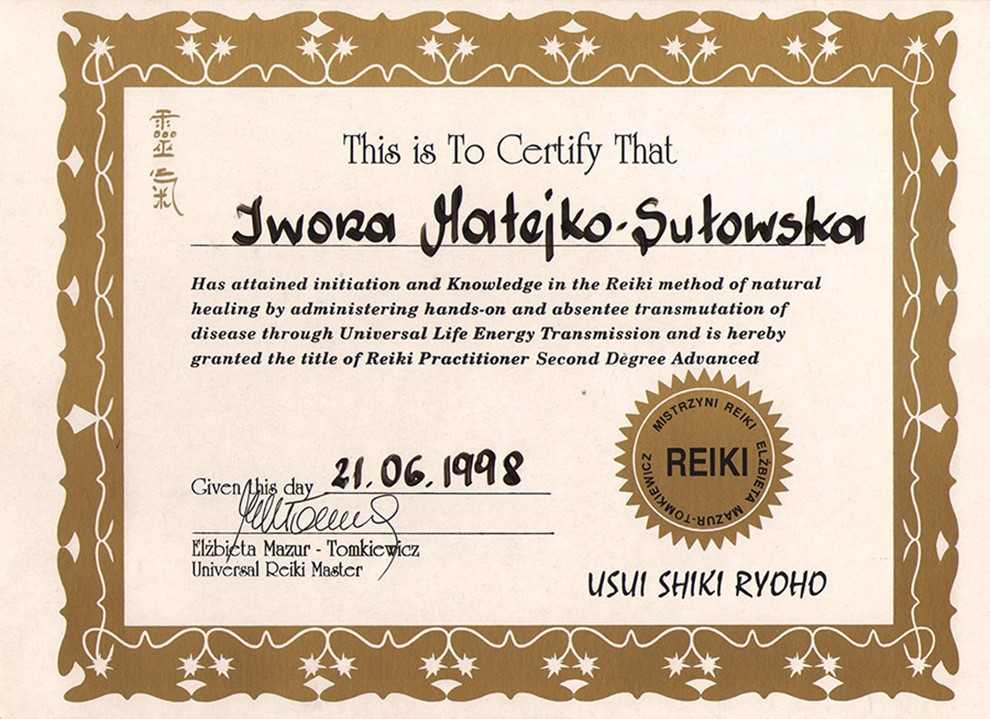 靈
氣
This is To Certify That
Iwona Matejko-Sutowska
Has attained initiation and Knowledge in the Reiki method of natural
healing by administering hands-on and absentee transmutation of
disease through Universal Life Energy Transmission and is hereby
granted the title of Reiki Practitioner Second Dègree Advanced
Given this day 21.06.1998
Elżbieta Mazur - Tomkiewicz
Universal Reiki Master
MISTRZYNI REIKI ELŻBIETA MAZUR-TOMKIEWICZ
REIKI
USUI SHIKI RYOHO